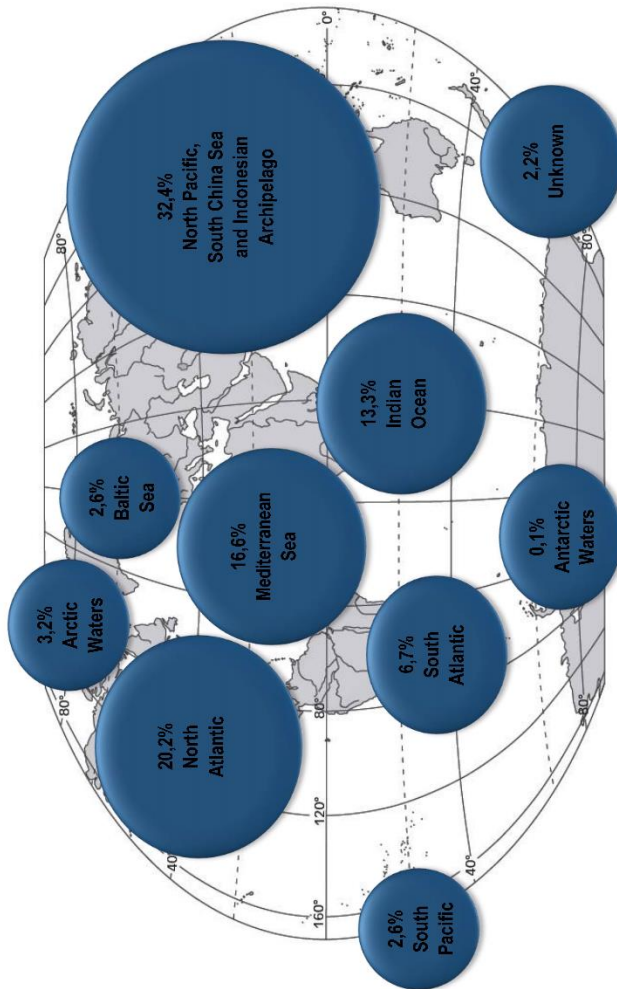 32,4%
North Pacific,
South China Sea
and Indonesian
Archipelago
2,2%
Unknown
2,6%
Baltic
Sea
13,3%
Indian
Ocean
16,6%
Mediterranean
Sea
3,2%
Arctic
Waters
0,1%
Antarctic
Waters
20,2%
North
Atlantic
6,7%
South
Atlantic
2,6%
South
Pacific
0°
40°
80°
80°
80°
80°
80°
120°
160°
40°
40°